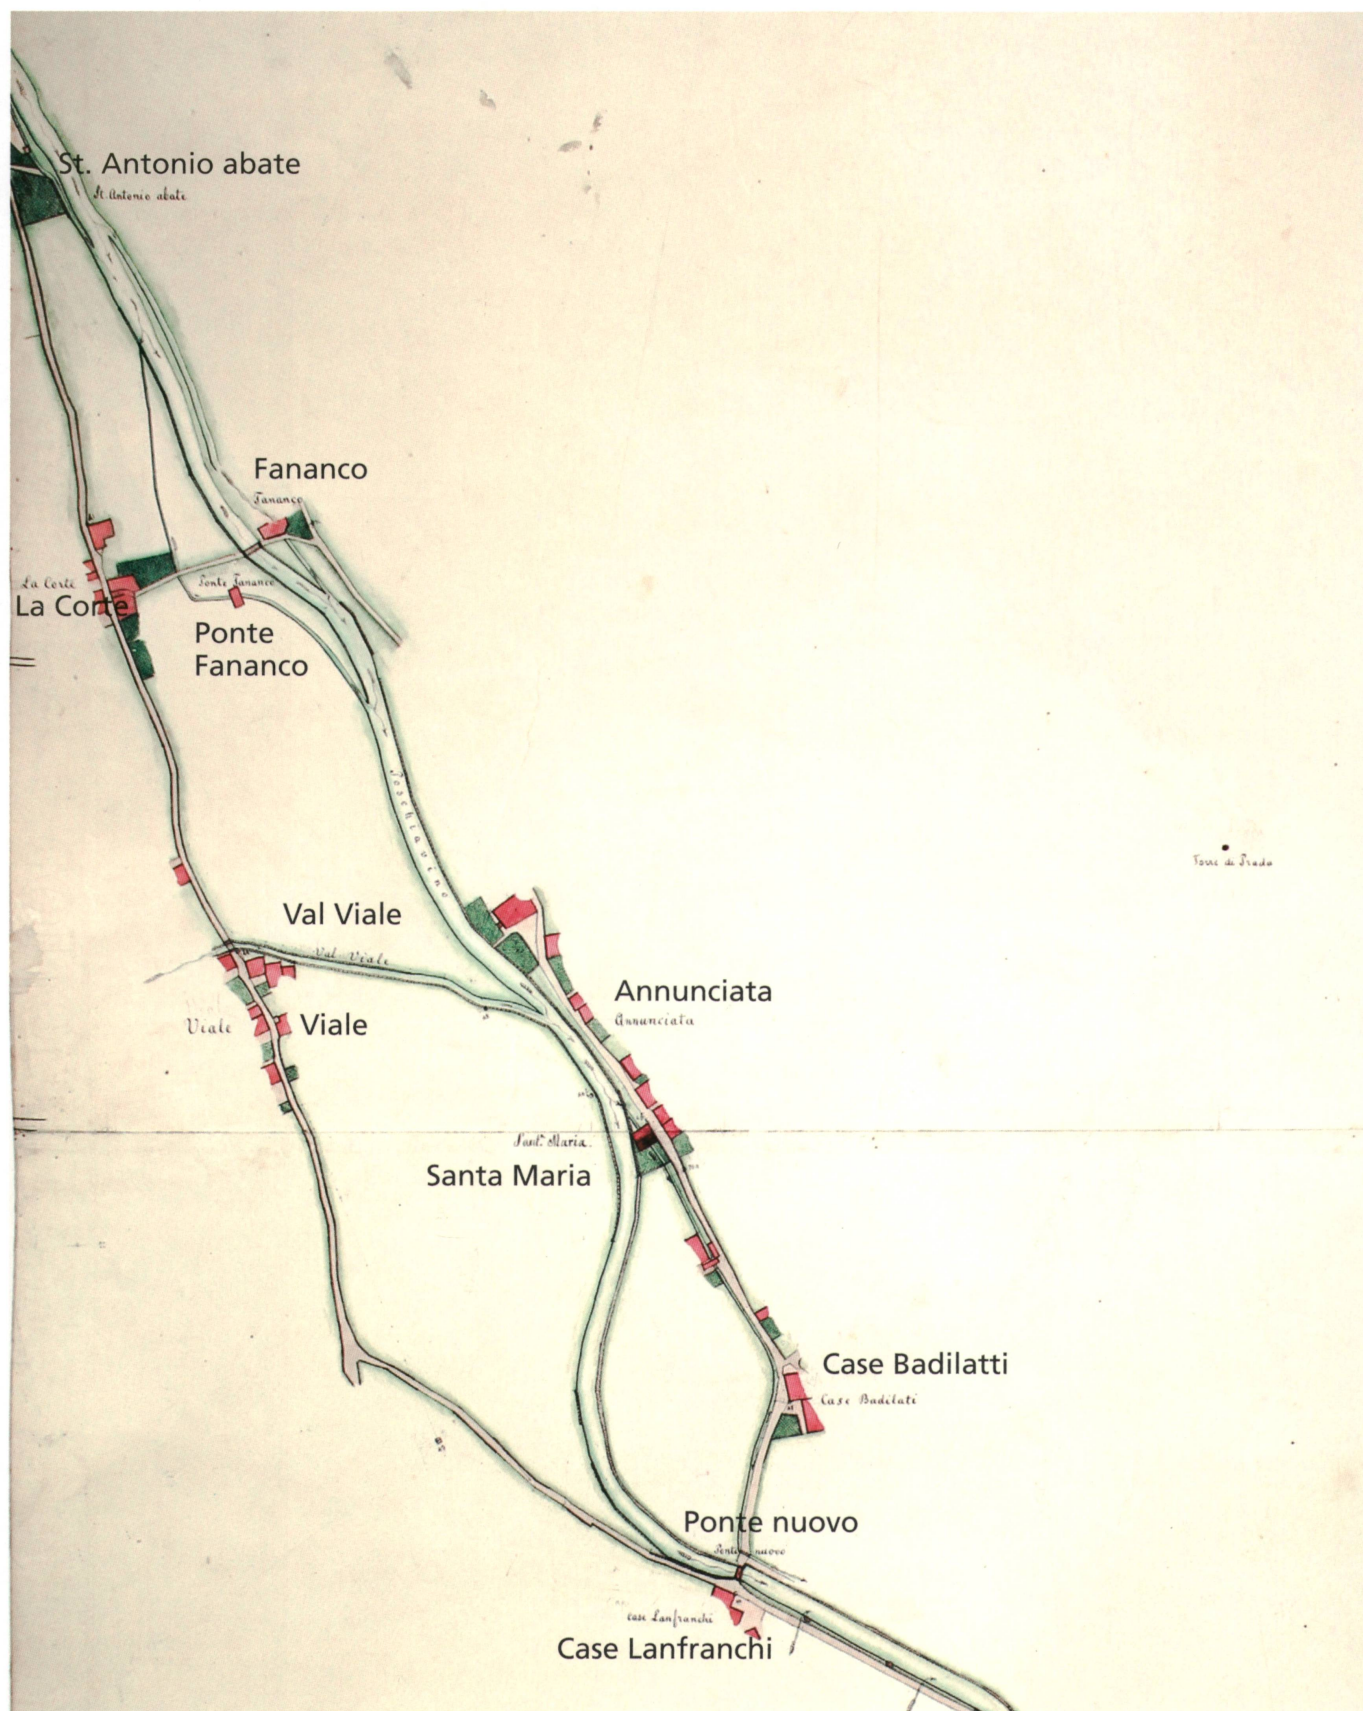 St. Antonio abate
St. Antonio abate
Fananco
Fananco
La Corte
La Corte
Ponte Fananco
Ponte
Fananco
Poschiavino
Torre di Prada
Val Viale
Val Viale
Annunciata
Annunciata
Viale
Viale
Sant.ª Maria.
Santa Maria
Case Badilatti
Case Badilati
Ponte nuovo
Ponte nuovo
case Lanfranchi
Case Lanfranchi